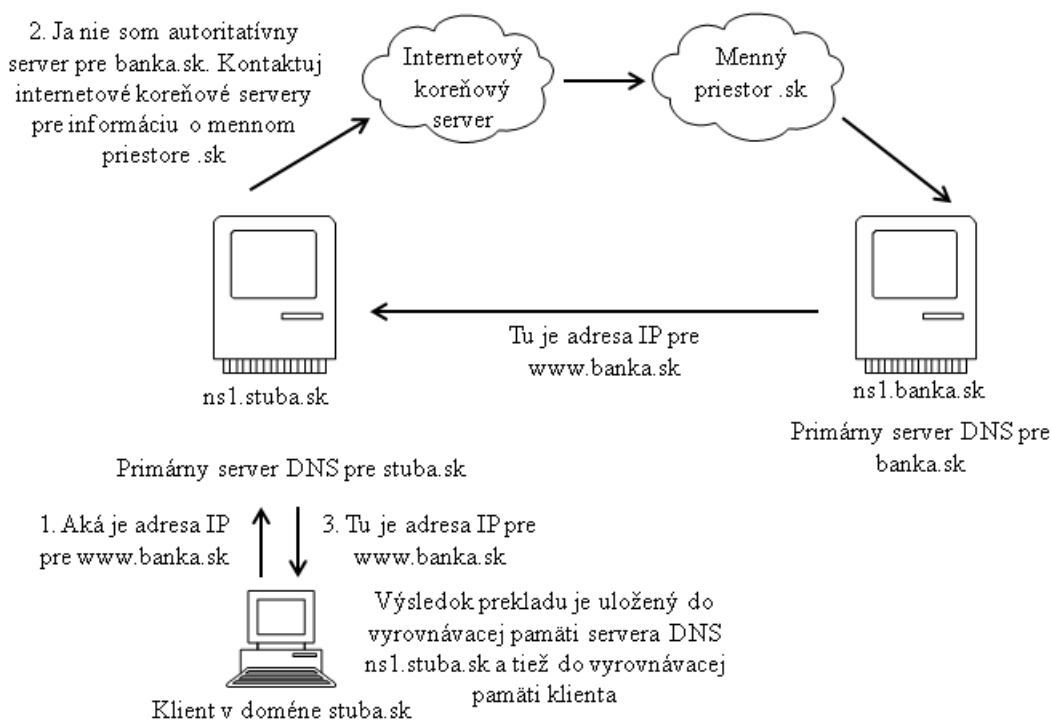 2. Ja nie som autoritatívny
server pre banka.sk. Kontaktuj
internetové koreňové servery
pre informáciu o mennom
priestore .sk
Internetový
koreňový
server
Menný
priestor .sk
Tu je adresa IP pre
www.banka.sk
ns1.stuba.sk
ns1.banka.sk
Primárny server DNS pre
banka.sk
Primárny server DNS pre stuba.sk
1. Aká je adresa IP
pre www.banka.sk
3. Tu je adresa IP pre
www.banka.sk
Výsledok prekladu je uložený do
vyrovnávacej pamäti servera DNS
ns1.stuba.sk a tiež do vyrovnávacej
pamäti klienta
Klient v doméne stuba.sk